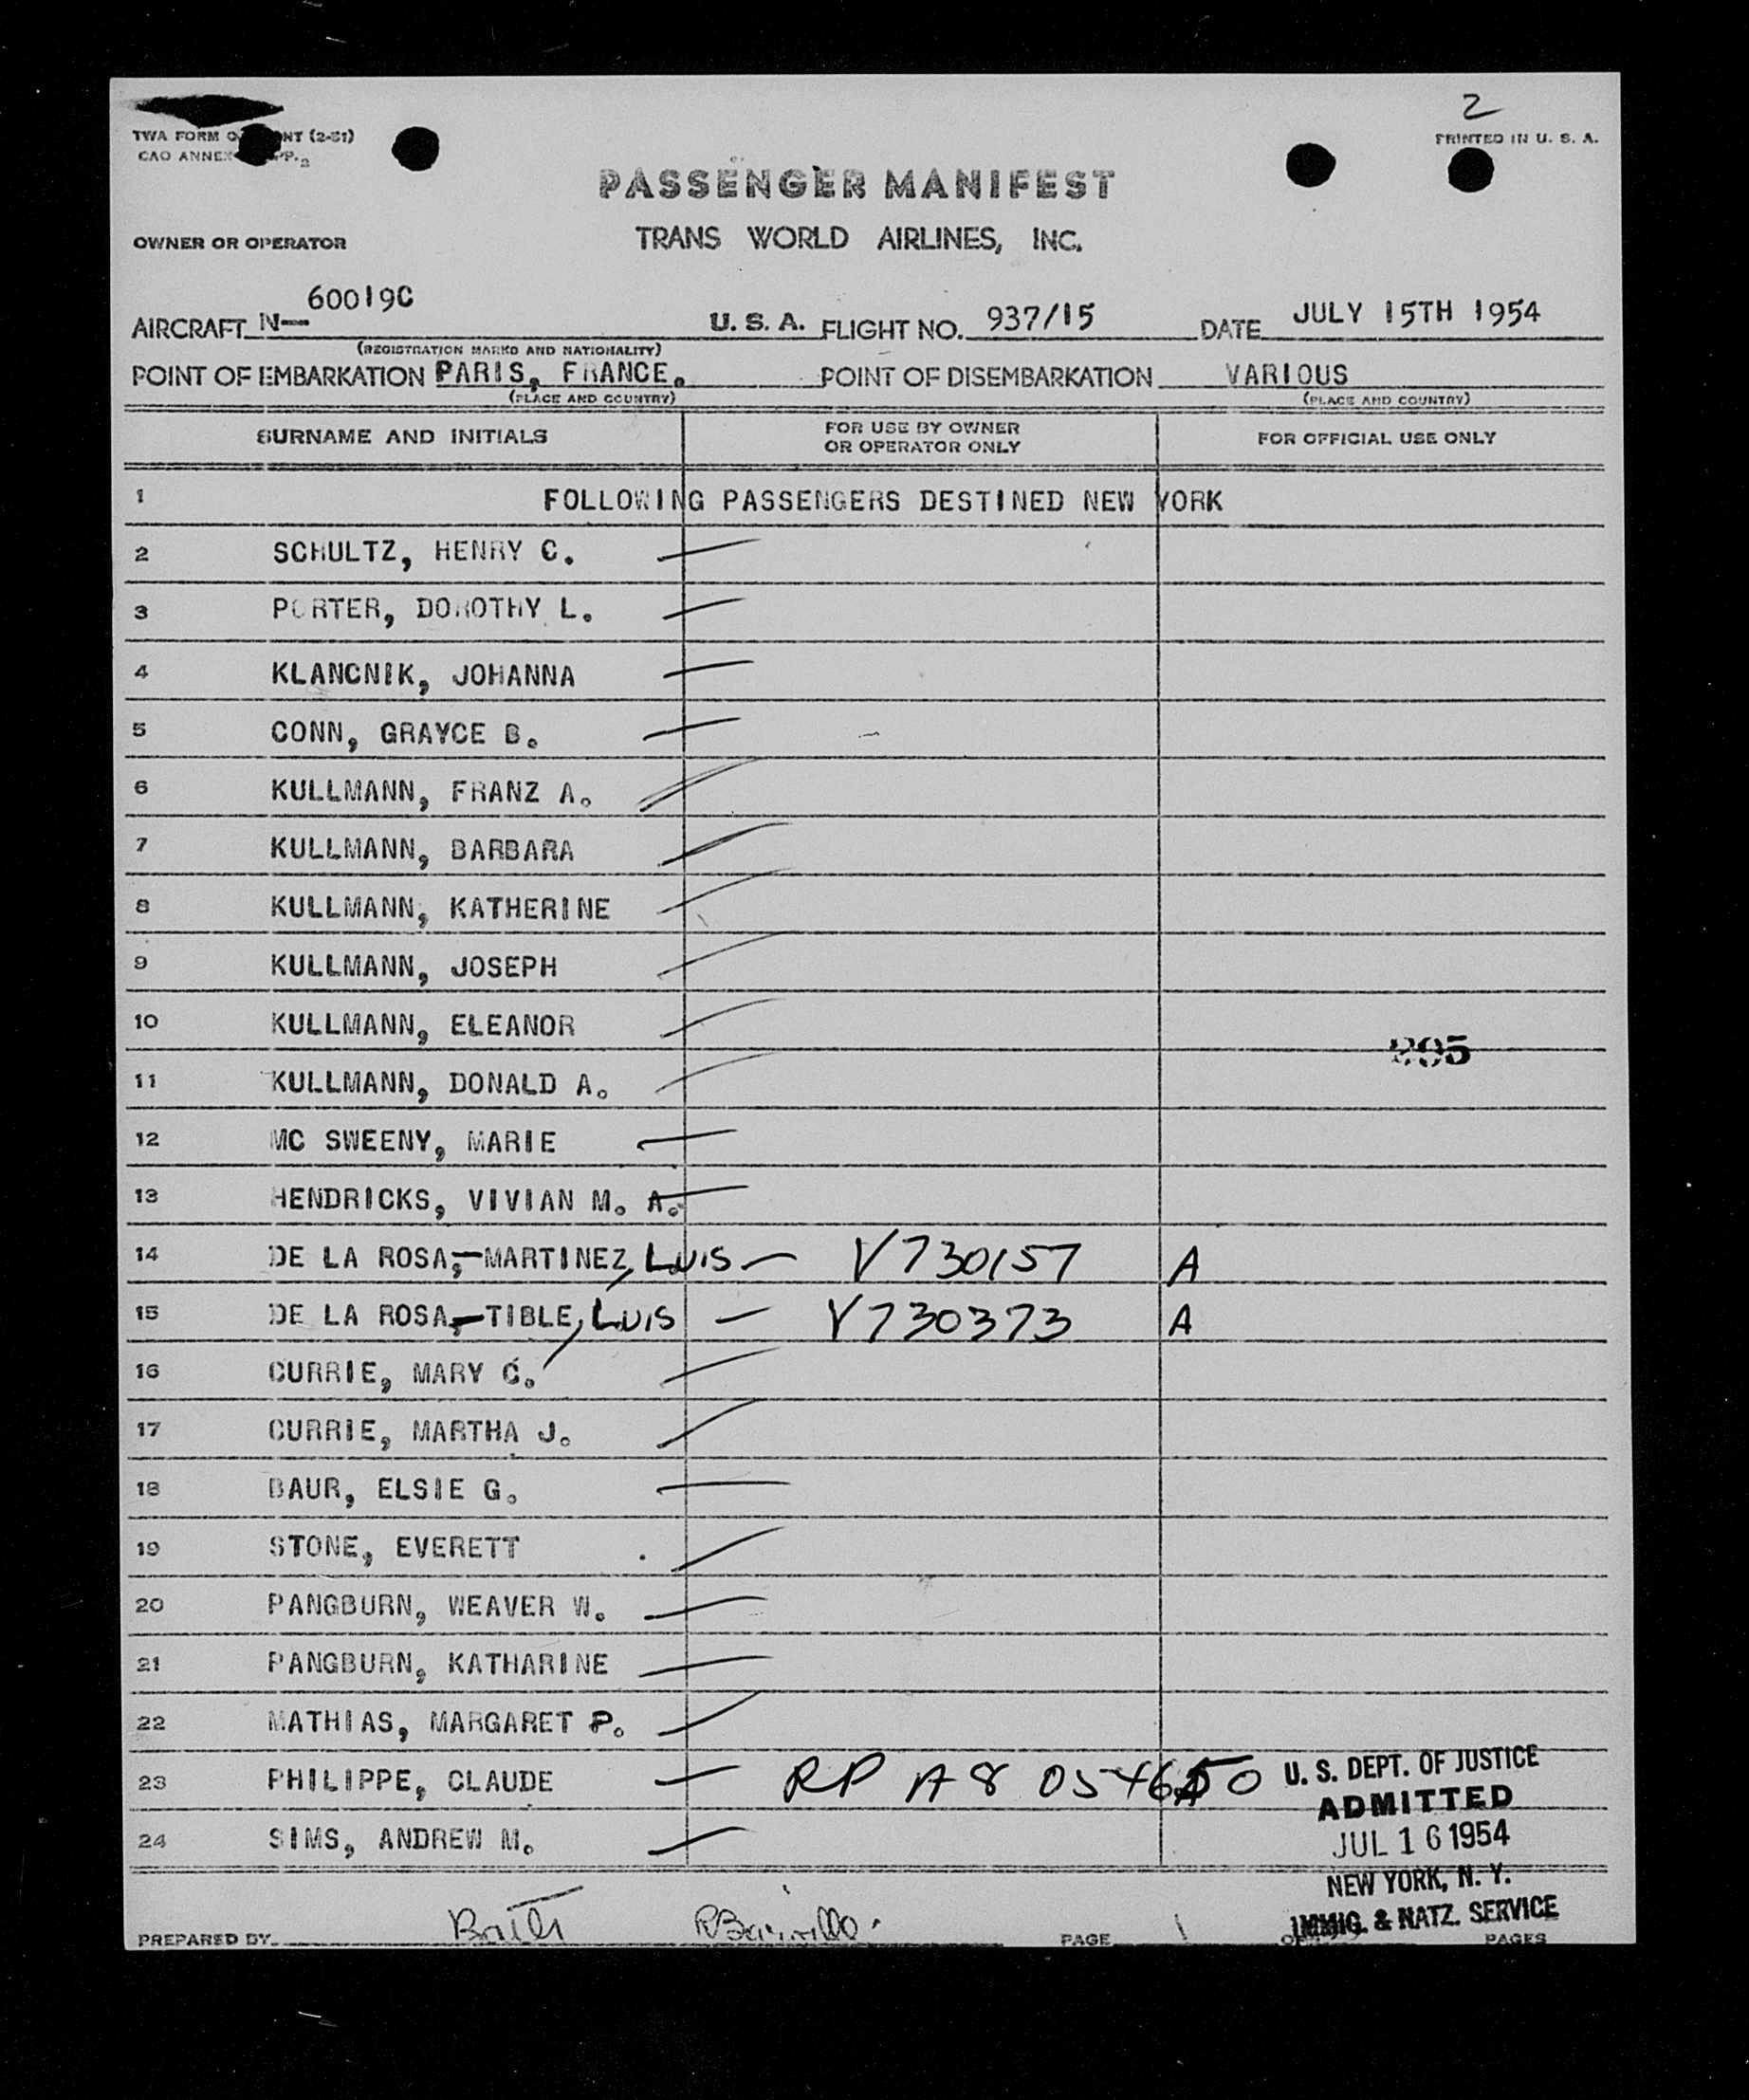 2
TWA FORM
PRINTED IN U. S. A.
PASSENGER MANIFEST
OWNER OR OPERATOR
TRANS WORLD AIRLINES, INC.
AIRCRAFT N- 60019C U. S. A. FLIGHT NO. 937/15 DATE JULY 15TH 1954
(REGISTRATION MARKS AND NATIONALITY)
POINT OF EMBARKATION PARIS, FRANCE. POINT OF DISEMBARKATION VARIOUS
(PLACE AND COUNTRY) (PLACE AND COUNTRY)
SURNAME AND INITIALS FOR USE BY OWNER OR OPERATOR ONLY FOR OFFICIAL USE ONLY
1 FOLLOWING PASSENGERS DESTINED NEW YORK
2 SCHULTZ, HENRY C.
3 PORTER, DOROTHY L.
4 KLANCNIK, JOHANNA
5 CONN, GRAYCE B.
6 KULLMANN, FRANZ A.
7 KULLMANN, BARBARA
8 KULLMANN, KATHERINE
9 KULLMANN, JOSEPH
10 KULLMANN, ELEANOR
11 KULLMANN, DONALD A.
12 MC SWEENY, MARIE
13 HENDRICKS, VIVIAN M. A.
14 DE LA ROSA,-MARTINEZ, LUIS V730157 A
15 DE LA ROSA,-TIBLE, LUIS V730373 A
16 CURRIE, MARY C.
17 CURRIE, MARTHA J.
18 BAUR, ELSIE G.
19 STONE, EVERETT
20 PANGBURN, WEAVER W.
21 PANGBURN, KATHARINE
22 MATHIAS, MARGARET P.
23 PHILIPPE, CLAUDE RP A8 054650
24 SIMS, ANDREW M.
U. S. DEPT. OF JUSTICE
ADMITTED
JUL 16 1954
NEW YORK, N. Y.
IMMIG. & NATZ. SERVICE
PREPARED BY PAGE 1 OF PAGES